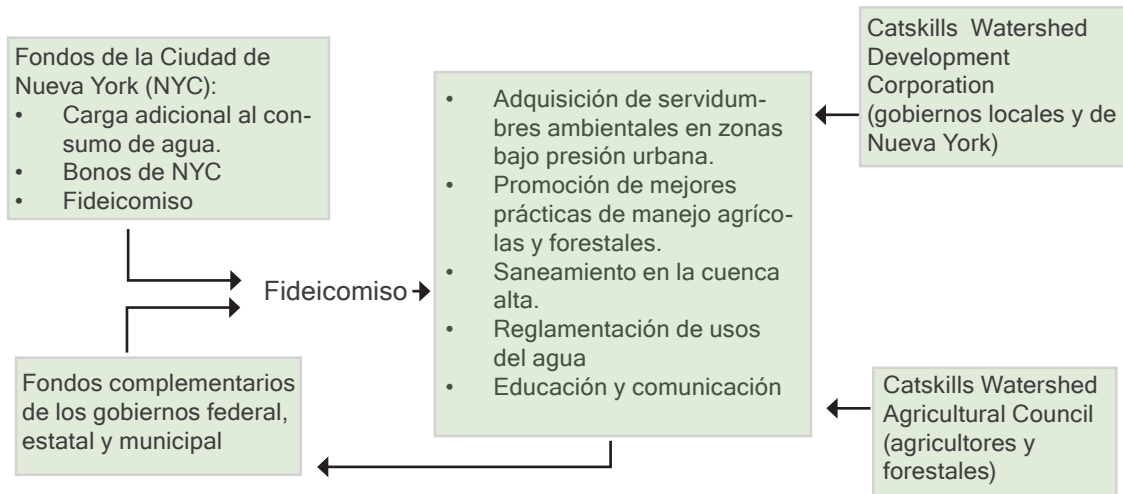 Fondos de la Ciudad de
Nueva York (NYC):
• Carga adicional al con-
sumo de agua.
• Bonos de NYC
• Fideicomiso
Fideicomiso
Fondos complementarios
de los gobiernos federal,
estatal y municipal
• Adquisición de servidum-
bres ambientales en zonas
bajo presión urbana.
• Promoción de mejores
prácticas de manejo agríco-
las y forestales.
• Saneamiento en la cuenca
alta.
• Reglamentación de usos
del agua
• Educación y comunicación
Catskills Watershed
Development
Corporation
(gobiernos locales y de
Nueva York)
Catskills Watershed
Agricultural Council
(agricultores y
forestales)